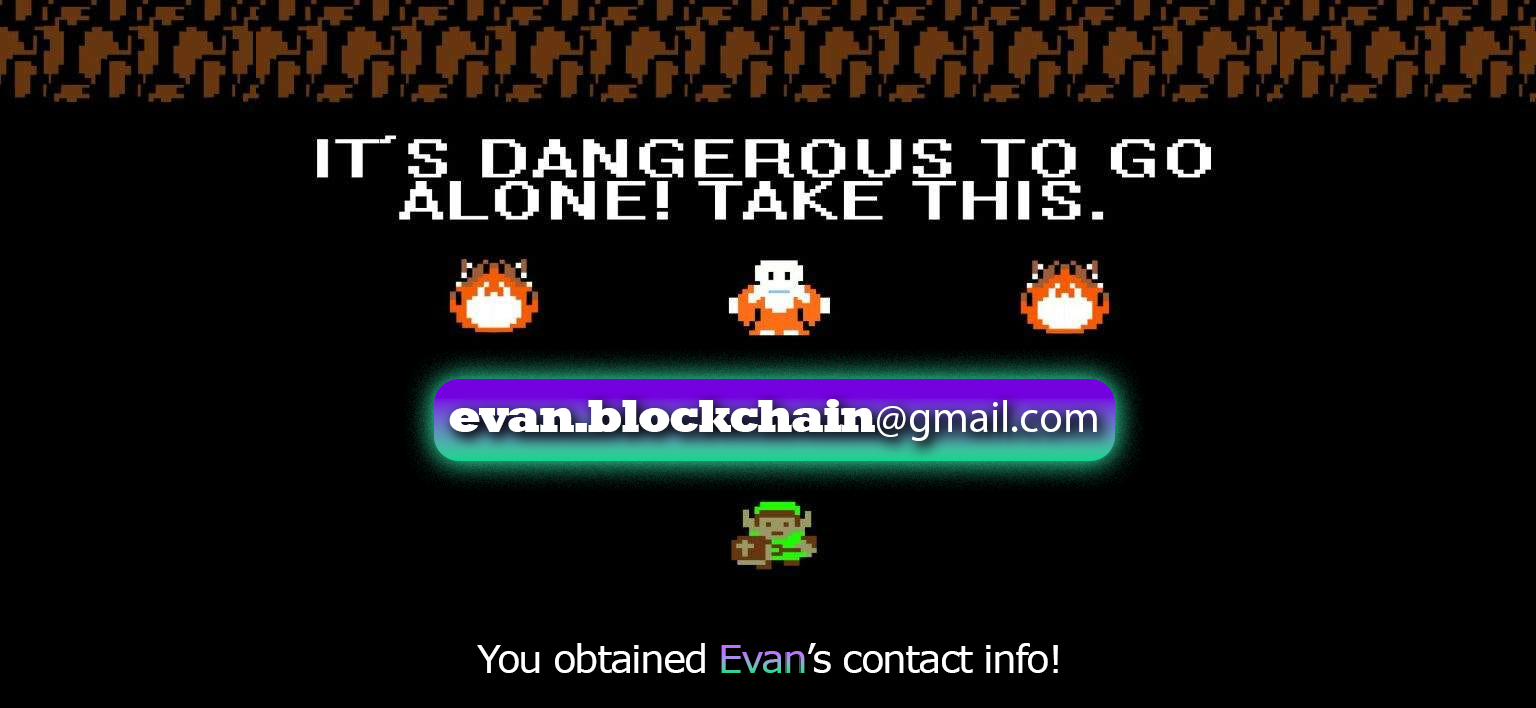 IT'S DANGEROUS TO GO
ALONE! TAKE THIS.
evan.blockchain@gmail.com
You obtained Evan’s contact info!